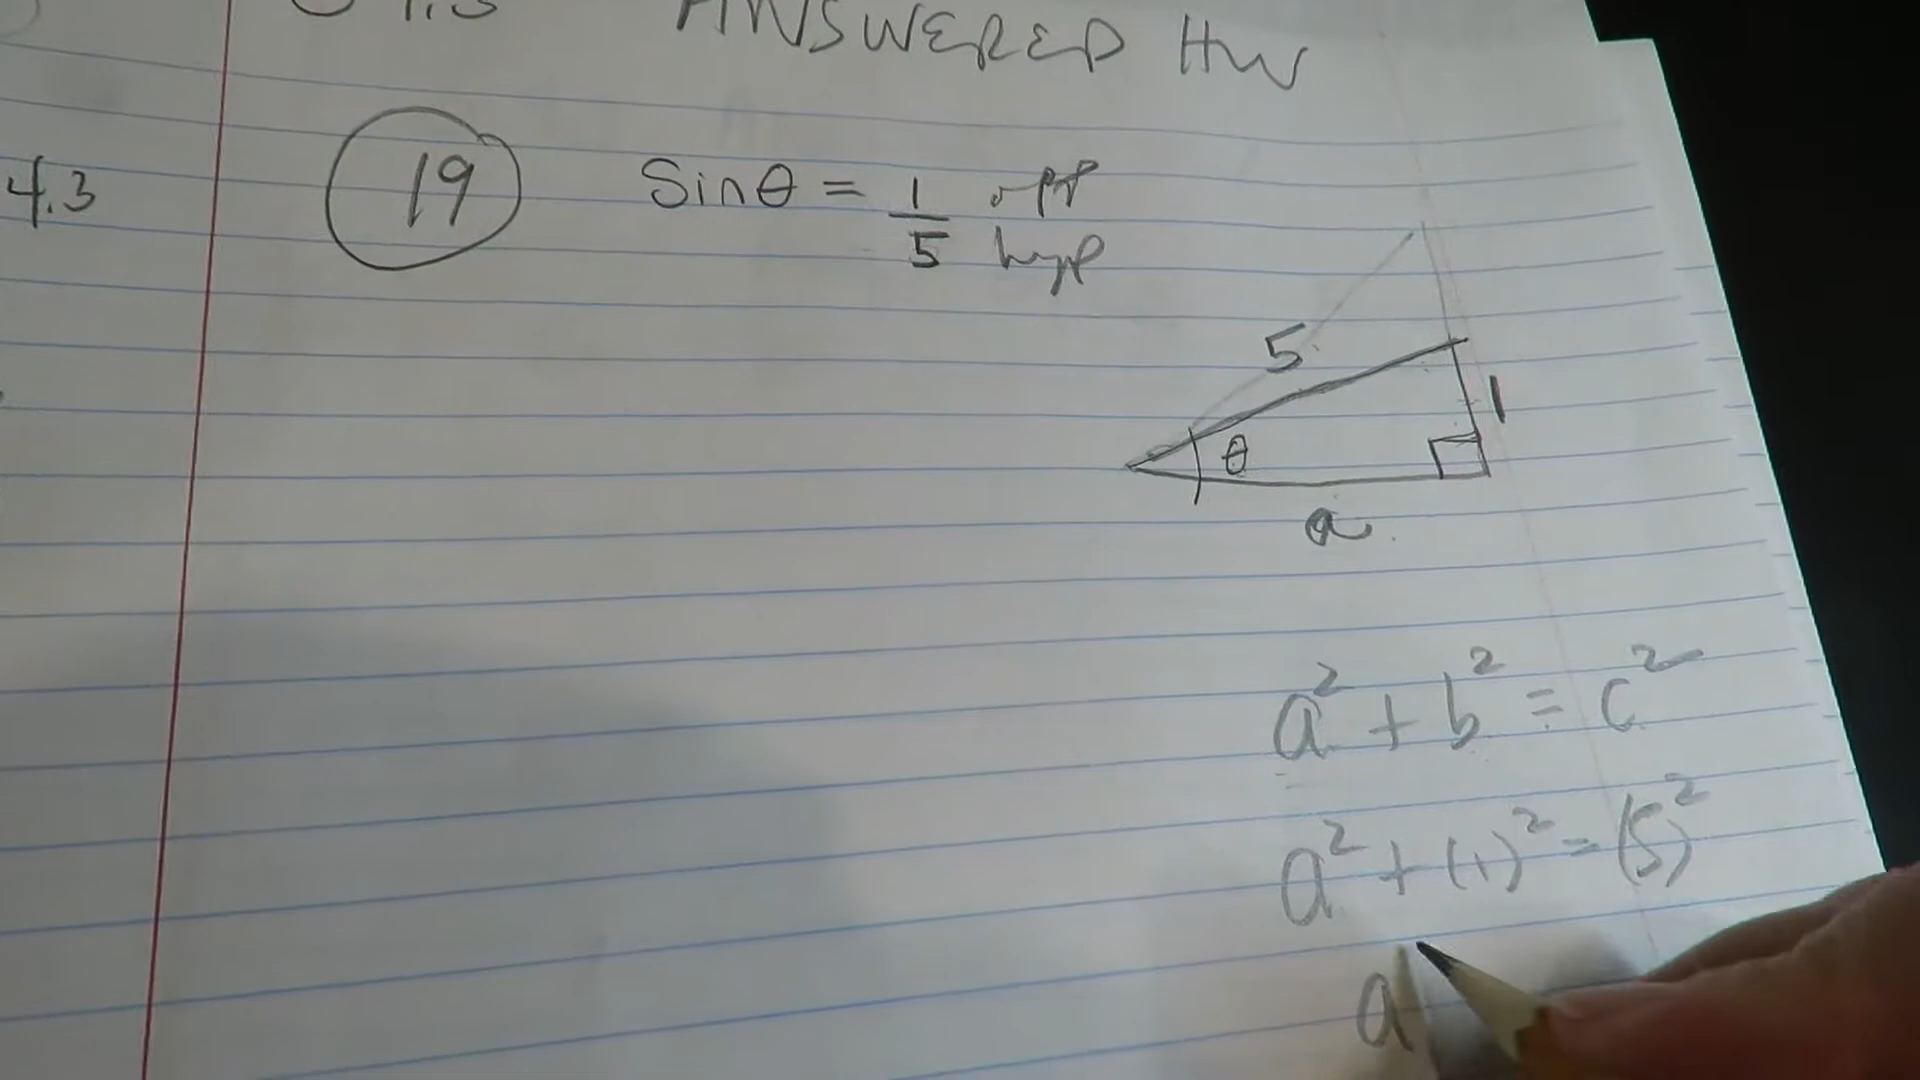 ANSWERED HW
4.3 19 Sinθ = 1/5 opp/hyp
5
1
θ
a
a² + b² = c²
a² + (1)² = (5)²
a